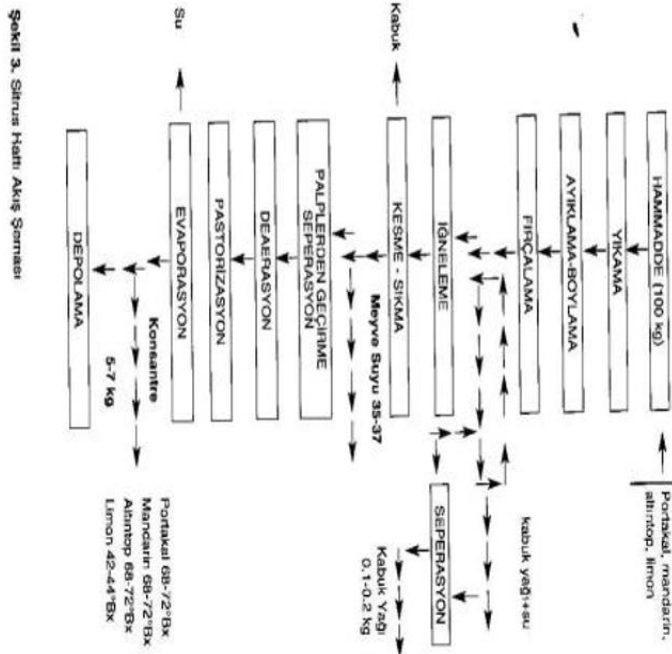 HAMMADDE (100 kg)
Portakal, mandarin,
altıntop, limon
YIKAMA
AYIKLAMA-BOYLAMA
FIRÇALAMA
kabuk yağı+su
İĞNELEME
SEPERASYON
Kabuk Yağı
0.1-0.2 kg
KESME - SIKMA
Kabuk
Meyve Suyu 35-37
PALPLERDEN GEÇİRME
SEPERASYON
DEAERASYON
PASTORİZASYON
EVAPORASYON
Su
Konsantre
5-7 kg
Portakal 68-72°Bx
Mandarin 68-72°Bx
Altıntop 68-72°Bx
Limon 42-44°Bx
DEPOLAMA
Şekil 3. Sitrus Hattı Akış Şeması